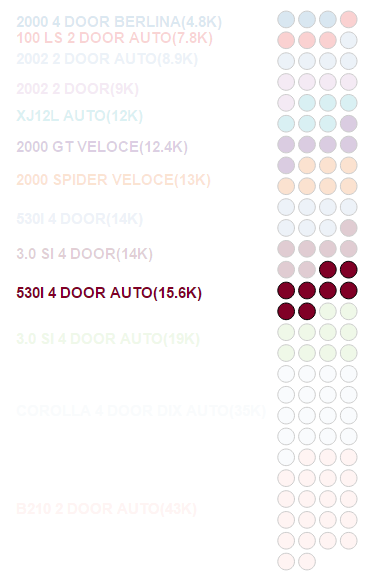 2000 4 DOOR BERLINA(4.8K)
100 LS 2 DOOR AUTO(7.8K)
2002 2 DOOR AUTO(8.9K)
2002 2 DOOR(9K)
XJ12L AUTO(12K)
2000 GT VELOCE(12.4K)
2000 SPIDER VELOCE(13K)
530I 4 DOOR(14K)
3.0 SI 4 DOOR(14K)
530I 4 DOOR AUTO(15.6K)
3.0 SI 4 DOOR AUTO(19K)
COROLLA 4 DOOR DIX AUTO(38K)
B210 2 DOOR AUTO(43K)